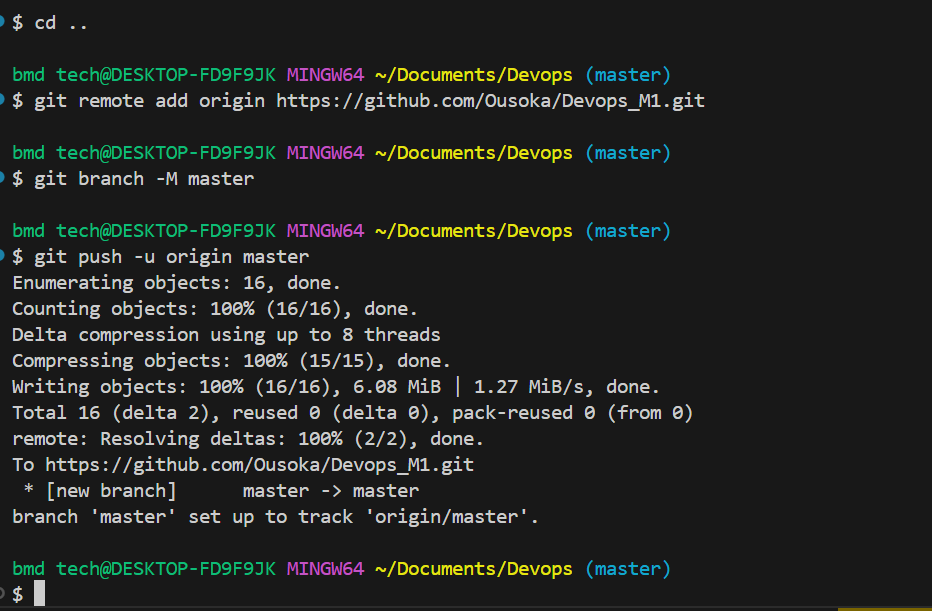 $ cd ..
bmd tech@DESKTOP-FD9F9JK MINGW64 ~/Documents/Devops (master)
$ git remote add origin https://github.com/Ousoka/Devops_M1.git
bmd tech@DESKTOP-FD9F9JK MINGW64 ~/Documents/Devops (master)
$ git branch -M master
bmd tech@DESKTOP-FD9F9JK MINGW64 ~/Documents/Devops (master)
$ git push -u origin master
Enumerating objects: 16, done.
Counting objects: 100% (16/16), done.
Delta compression using up to 8 threads
Compressing objects: 100% (15/15), done.
Writing objects: 100% (16/16), 6.08 MiB | 1.27 MiB/s, done.
Total 16 (delta 2), reused 0 (delta 0), pack-reused 0 (from 0)
remote: Resolving deltas: 100% (2/2), done.
To https://github.com/Ousoka/Devops_M1.git
 * [new branch]      master -> master
branch 'master' set up to track 'origin/master'.
bmd tech@DESKTOP-FD9F9JK MINGW64 ~/Documents/Devops (master)
$